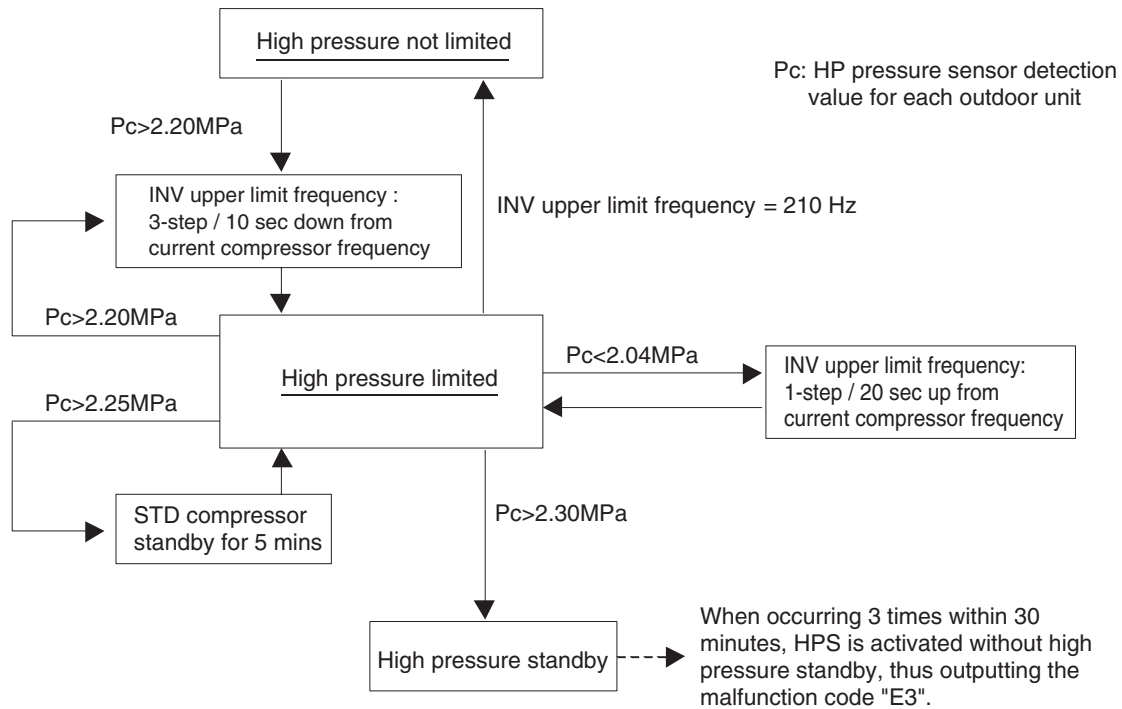 High pressure not limited
Pc: HP pressure sensor detection
value for each outdoor unit
Pc>2.20MPa
INV upper limit frequency :
3-step / 10 sec down from
current compressor frequency
INV upper limit frequency = 210 Hz
Pc>2.20MPa
High pressure limited
Pc<2.04MPa
INV upper limit frequency:
1-step / 20 sec up from
current compressor frequency
Pc>2.25MPa
STD compressor
standby for 5 mins
Pc>2.30MPa
High pressure standby
When occurring 3 times within 30
minutes, HPS is activated without high
pressure standby, thus outputting the
malfunction code "E3".